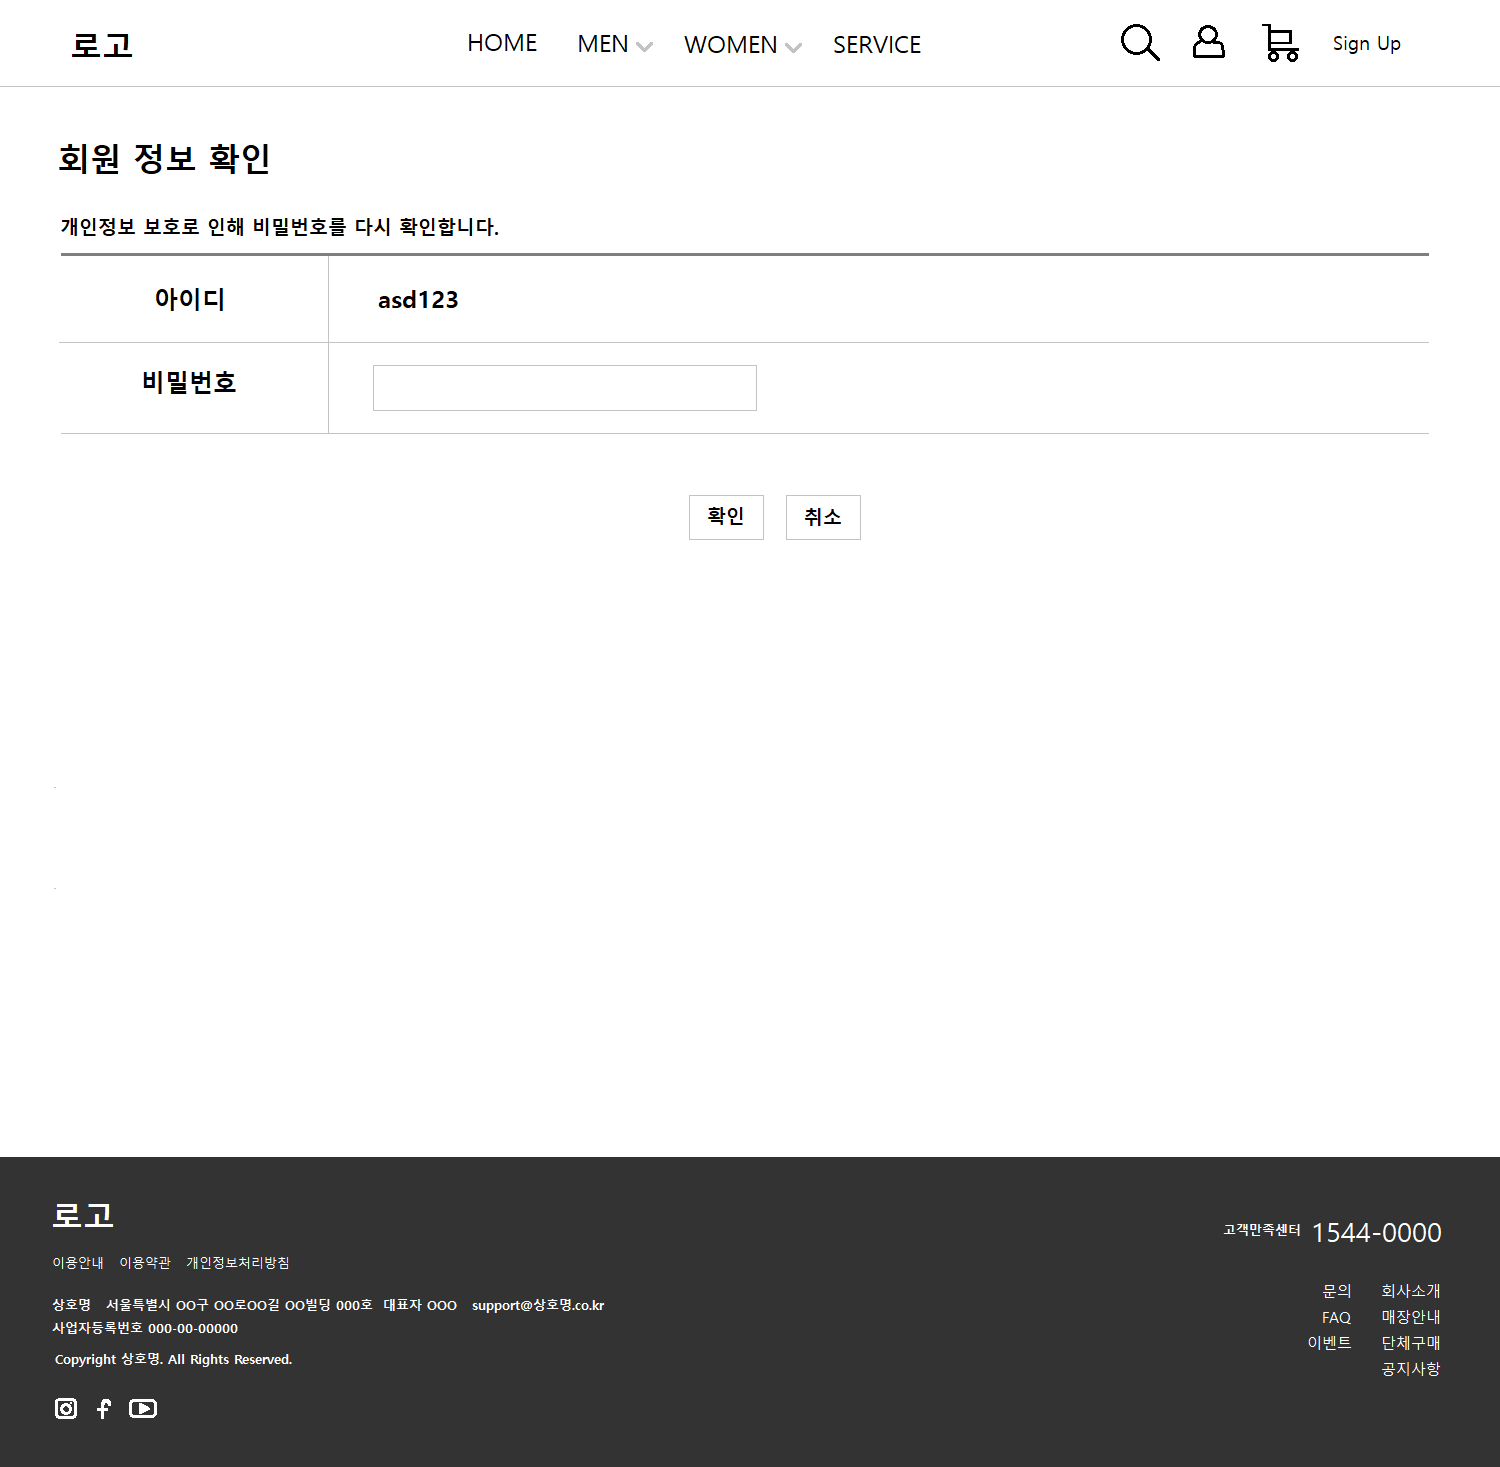 로고
HOME MEN WOMEN SERVICE
Sign Up
회원 정보 확인
개인정보 보호로 인해 비밀번호를 다시 확인합니다.
아이디 asd123
비밀번호
확인 취소
로고
이용안내 이용약관 개인정보처리방침
상호명 서울특별시 OO구 OO로OO길 OO빌딩 000호 대표자 OOO support@상호명.co.kr
사업자등록번호 000-00-00000
Copyright 상호명. All Rights Reserved.
고객만족센터 1544-0000
문의 회사소개
FAQ 매장안내
이벤트 단체구매
공지사항